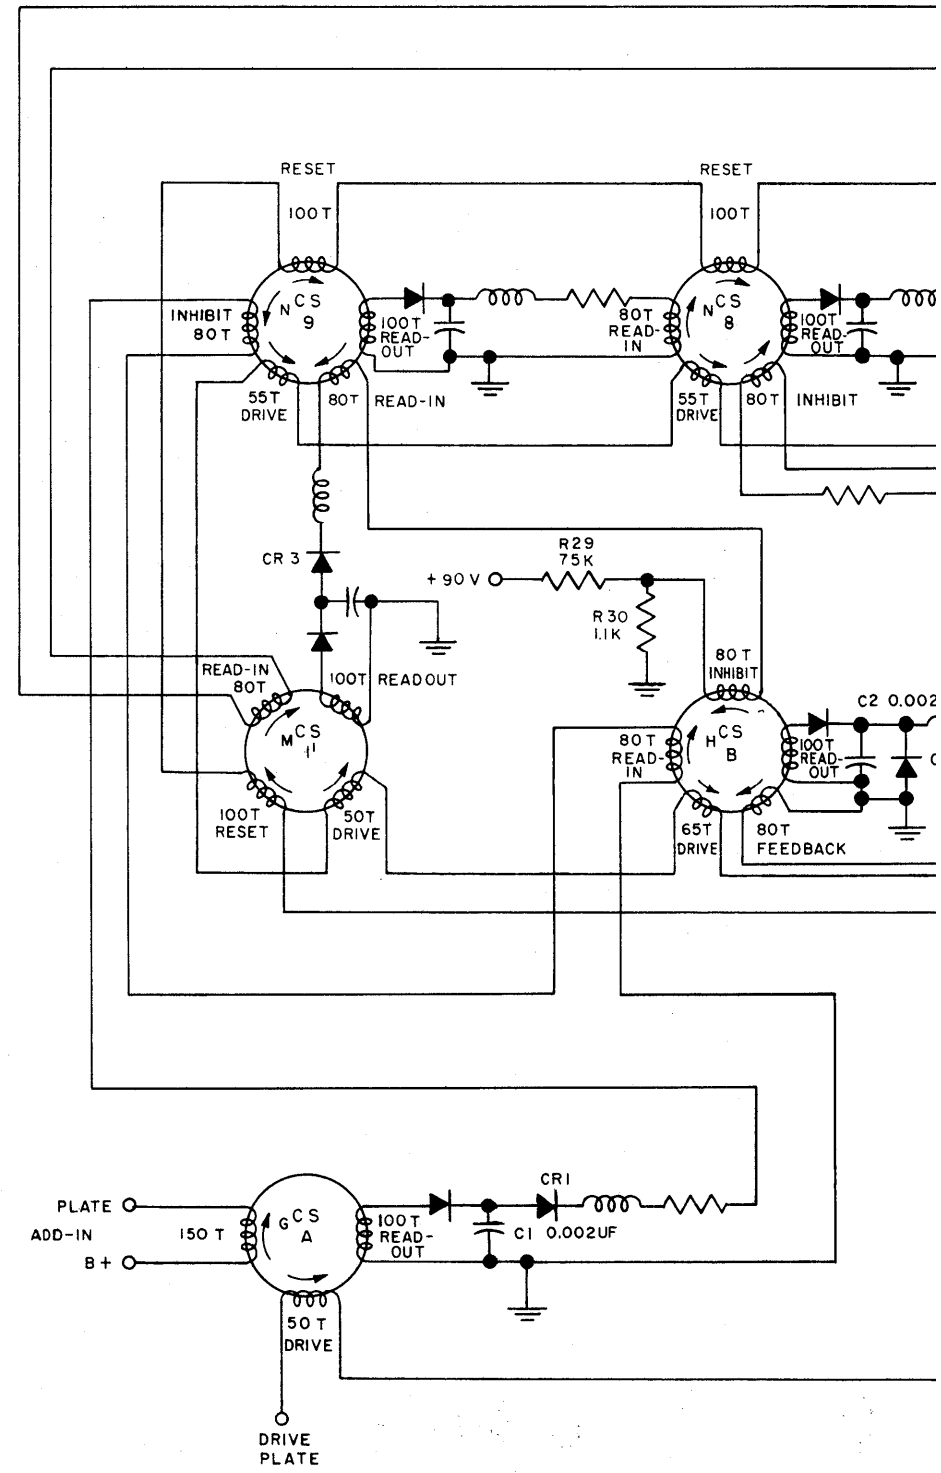 RESET
RESET
100T
100T
N CS
9
N CS
8
INHIBIT
80T
100T
READ-
OUT
80T
READ-
IN
100T
READ-
OUT
55T
DRIVE
80T
READ-IN
55T
DRIVE
80T
INHIBIT
CR 3
R29
75K
+90V
R30
1.1K
READ-IN
80T
100T
READOUT
80T
INHIBIT
C2 0.002
M CS
80T
READ-
IN
H CS
B
100T
READ-
OUT
C
100T
RESET
50T
DRIVE
65T
DRIVE
80T
FEEDBACK
PLATE
ADD-IN
B+
150 T
G CS
A
100T
READ-
OUT
CR1
C1 0.002UF
50T
DRIVE
DRIVE
PLATE